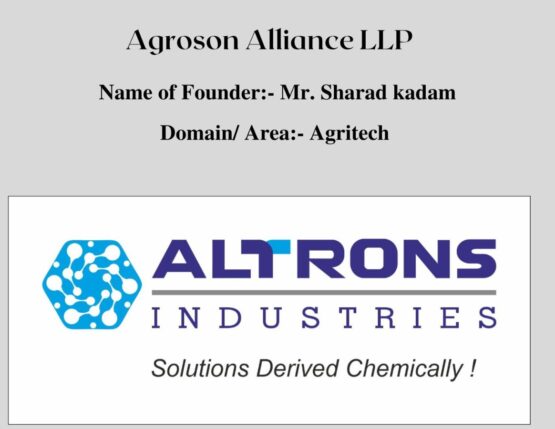 Agroson Alliance LLP
Name of Founder:- Mr. Sharad kadam
Domain/ Area:- Agritech
ALTRONS
INDUSTRIES
Solutions Derived Chemically !